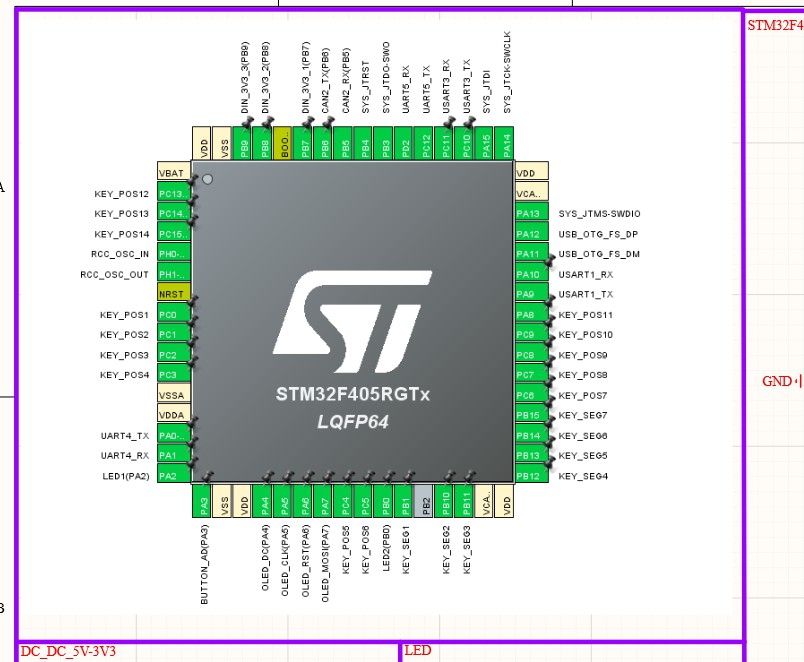 STM32F4
DIN_3V3_3(PB9)
DIN_3V3_2(PB8)
DIN_3V3_1(PB7)
CAN2_TX(PB6)
CAN2_RX(PB5)
SYS_JTRST
SYS_JTDO-SWO
UART5_RX
UART5_TX
USART3_RX
USART3_TX
SYS_JTDI
SYS_JTCK-SWCLK
VDD
VSS
PB9
PB8
BOO..
PB7
PB6
PB5
PB4
PB3
PD2
PC12
PC11
PC10
PA15
PA14
A
VBAT
KEY_POS12 PC13..
KEY_POS13 PC14..
KEY_POS14 PC15..
RCC_OSC_IN PH0-..
RCC_OSC_OUT PH1-..
NRST
KEY_POS1 PC0
KEY_POS2 PC1
KEY_POS3 PC2
KEY_POS4 PC3
VSSA
VDDA
UART4_TX PA0-..
UART4_RX PA1
LED1(PA2) PA2
ST
STM32F405RGTx
LQFP64
VDD
VCA..
PA13 SYS_JTMS-SWDIO
PA12 USB_OTG_FS_DP
PA11 USB_OTG_FS_DM
PA10 USART1_RX
PA9 USART1_TX
PA8 KEY_POS11
PC9 KEY_POS10
PC8 KEY_POS9
PC7 KEY_POS8
PC6 KEY_POS7
PB15 KEY_SEG7
PB14 KEY_SEG6
PB13 KEY_SEG5
PB12 KEY_SEG4
GND
PA3
VSS
VDD
PA4
PA5
PA6
PA7
PC4
PC5
PB0
PB1
PB2
PB10
PB11
VCA..
VDD
BUTTON_AD(PA3)
OLED_DC(PA4)
OLED_CLK(PA5)
OLED_RST(PA6)
OLED_MOSI(PA7)
KEY_POS5
KEY_POS6
LED2(PB0)
KEY_SEG1
KEY_SEG2
KEY_SEG3
B
DC_DC_5V-3V3
LED